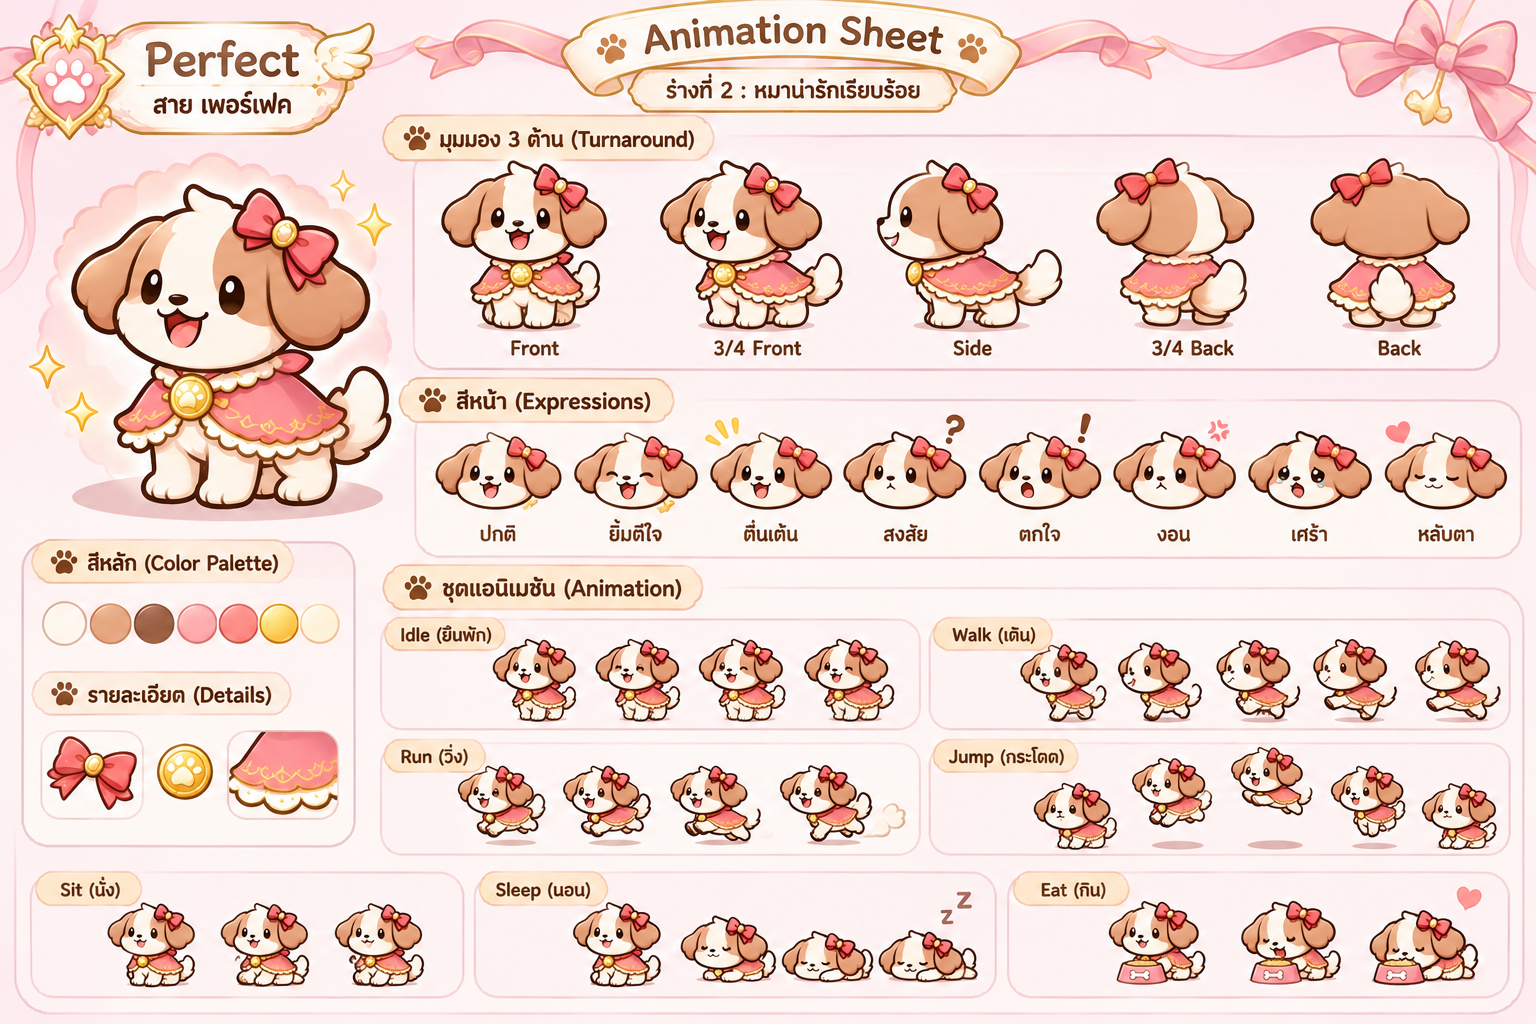 Perfect
สาย เพอร์เฟค
Animation Sheet
ร่างที่ 2 : หมาน่ารักเรียบร้อย
มุมมอง 3 ด้าน (Turnaround)
Front
3/4 Front
Side
3/4 Back
Back
สีหน้า (Expressions)
?
!
ปกติ
ยิ้มดีใจ
ตื่นเต้น
สงสัย
ตกใจ
งอน
เศร้า
หลับตา
สีหลัก (Color Palette)
รายละเอียด (Details)
ชุดแอนิเมชัน (Animation)
Idle (ยืนพัก)
Walk (เดิน)
Run (วิ่ง)
Jump (กระโดด)
Sit (นั่ง)
Sleep (นอน)
z Z
Eat (กิน)